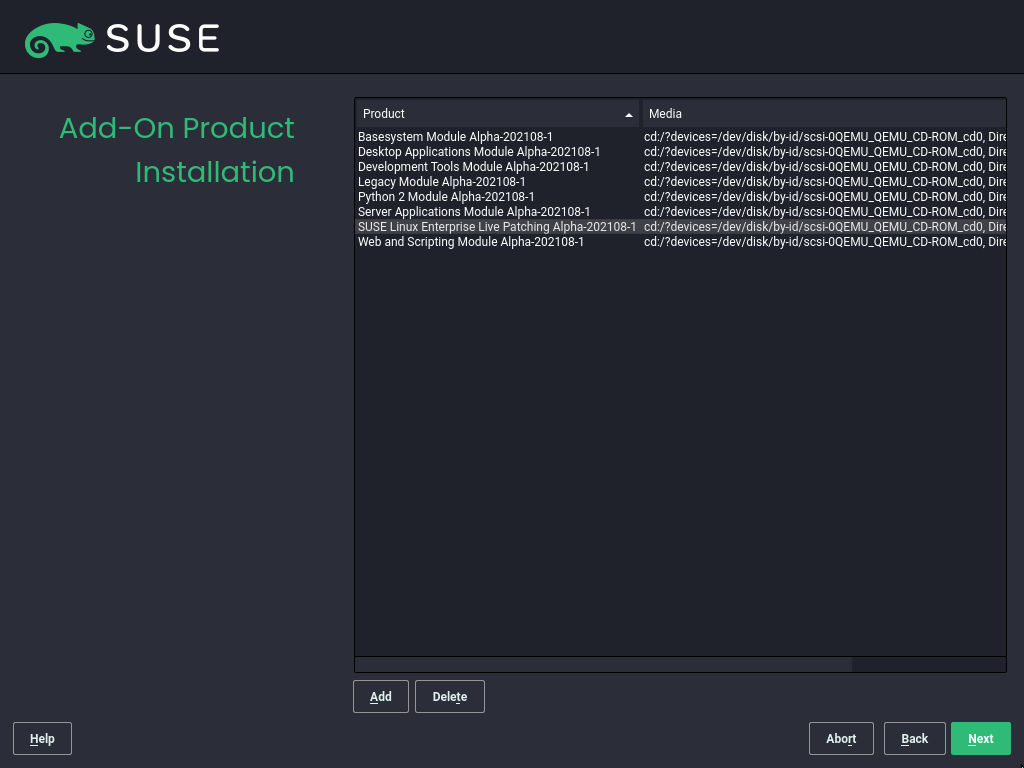 SUSE
Add-On Product
Installation
Product Media
Basesystem Module Alpha-202108-1 cd:/?devices=/dev/disk/by-id/scsi-0QEMU_QEMU_CD-ROM_cd0, Dire
Desktop Applications Module Alpha-202108-1 cd:/?devices=/dev/disk/by-id/scsi-0QEMU_QEMU_CD-ROM_cd0, Dire
Development Tools Module Alpha-202108-1 cd:/?devices=/dev/disk/by-id/scsi-0QEMU_QEMU_CD-ROM_cd0, Dire
Legacy Module Alpha-202108-1 cd:/?devices=/dev/disk/by-id/scsi-0QEMU_QEMU_CD-ROM_cd0, Dire
Python 2 Module Alpha-202108-1 cd:/?devices=/dev/disk/by-id/scsi-0QEMU_QEMU_CD-ROM_cd0, Dire
Server Applications Module Alpha-202108-1 cd:/?devices=/dev/disk/by-id/scsi-0QEMU_QEMU_CD-ROM_cd0, Dire
SUSE Linux Enterprise Live Patching Alpha-202108-1 cd:/?devices=/dev/disk/by-id/scsi-0QEMU_QEMU_CD-ROM_cd0, Dire
Web and Scripting Module Alpha-202108-1 cd:/?devices=/dev/disk/by-id/scsi-0QEMU_QEMU_CD-ROM_cd0, Dire
Add Delete
Help Abort Back Next